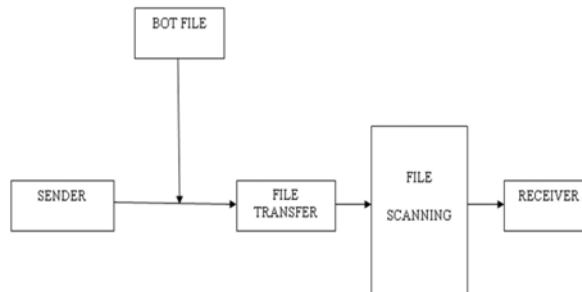 BOT FILE
SENDER
FILE
TRANSFER
FILE
SCANNING
RECEIVER